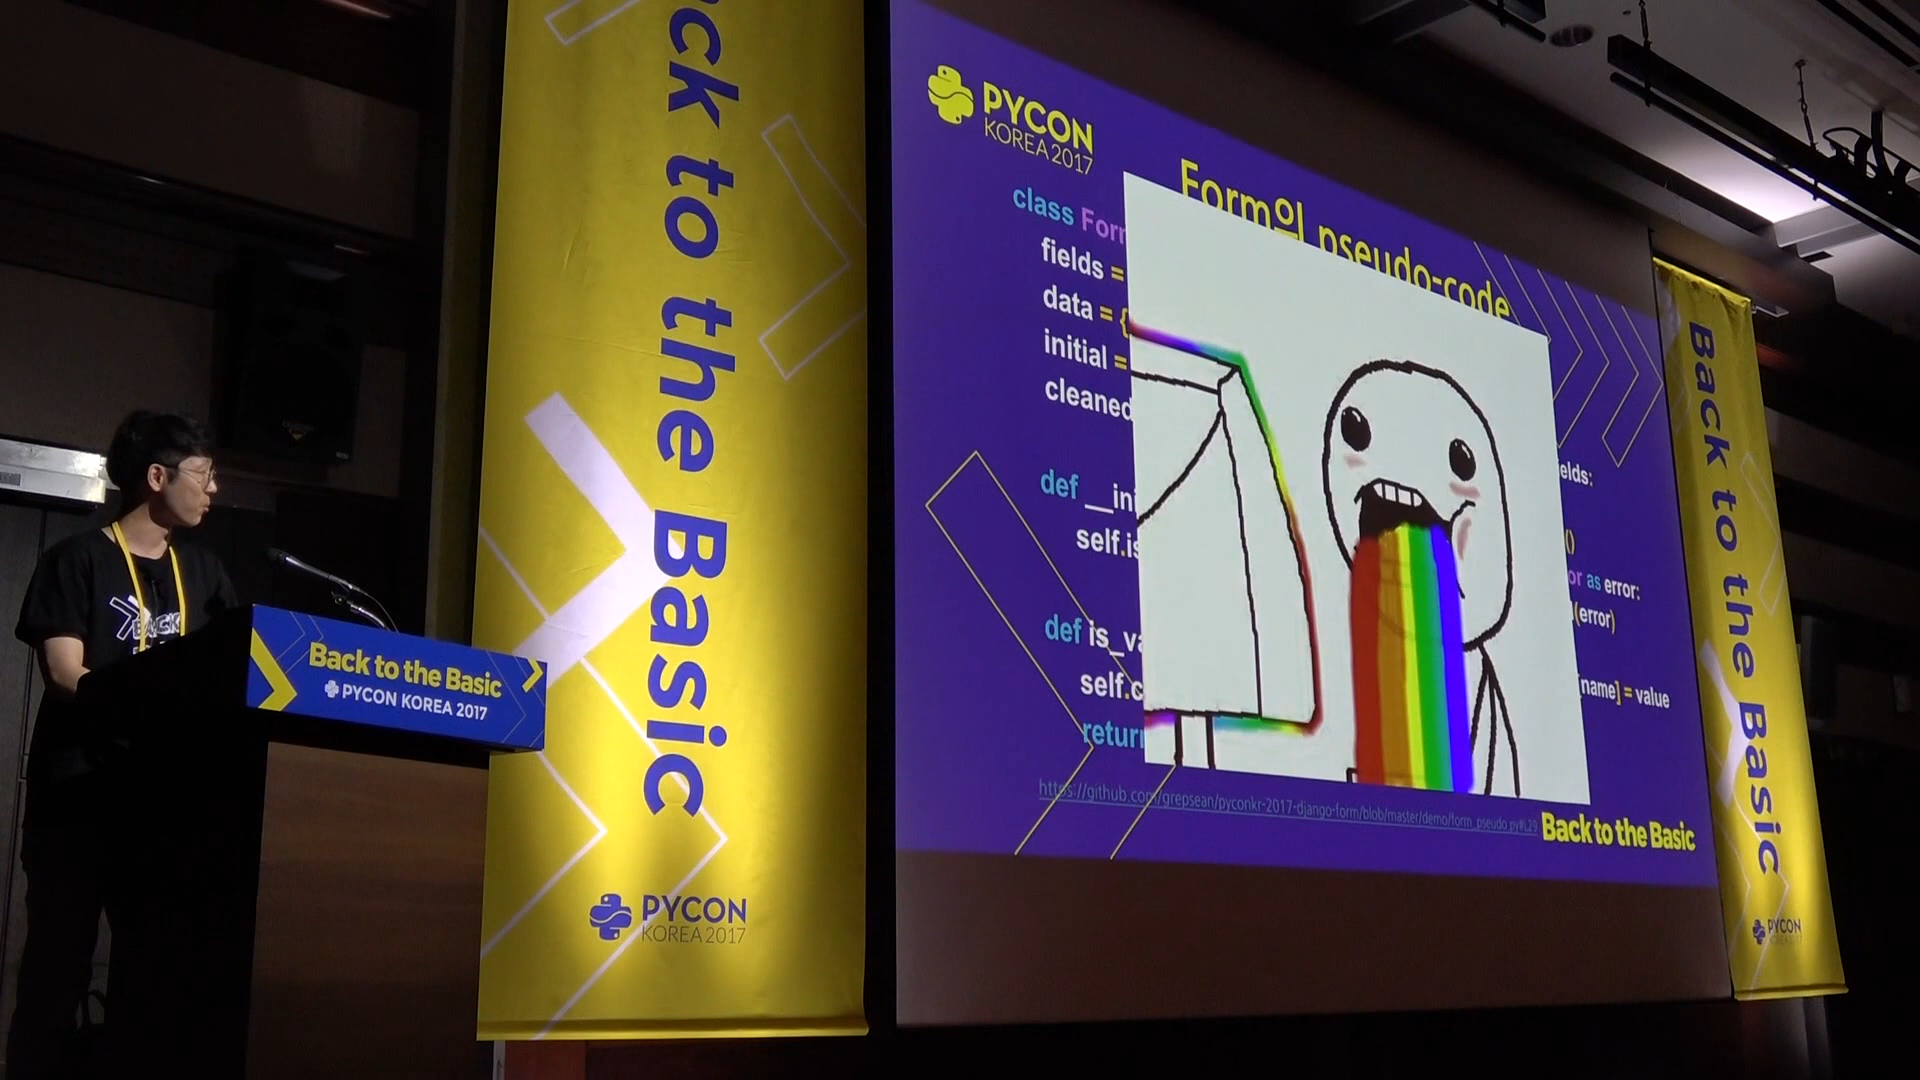 ck to the Basic
PYCON
KOREA 2017
PYCON
KOREA 2017
Form의 pseudo-code
class Form
fields =
data = {
initial =
cleaned
elds:
def __ini
()
self.is
or as error:
(error)
def is_va
self.c
[name] = value
return
https://github.com/grepsean/pyconkr-2017-django-form/blob/master/demo/form_pseudo.py#L29
Back to the Basic
Back to the Basic
PYCON
KOREA 2017
BACK
Back to the Basic
PYCON KOREA 2017